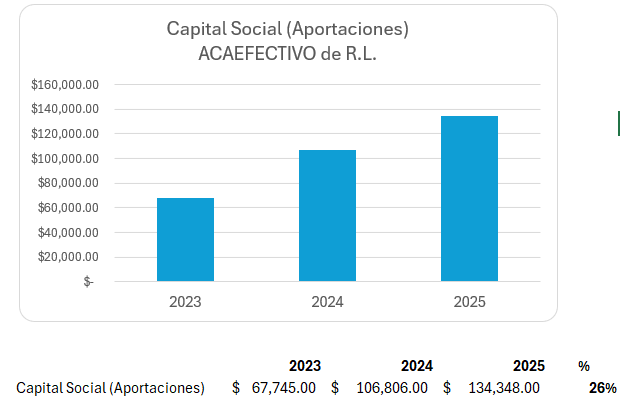 Capital Social (Aportaciones)
ACAEFECTIVO de R.L.
$160,000.00
$140,000.00
$120,000.00
$100,000.00
$80,000.00
$60,000.00
$40,000.00
$20,000.00
$-
2023 2024 2025
2023 2024 2025 %
Capital Social (Aportaciones) $ 67,745.00 $ 106,806.00 $ 134,348.00 26%